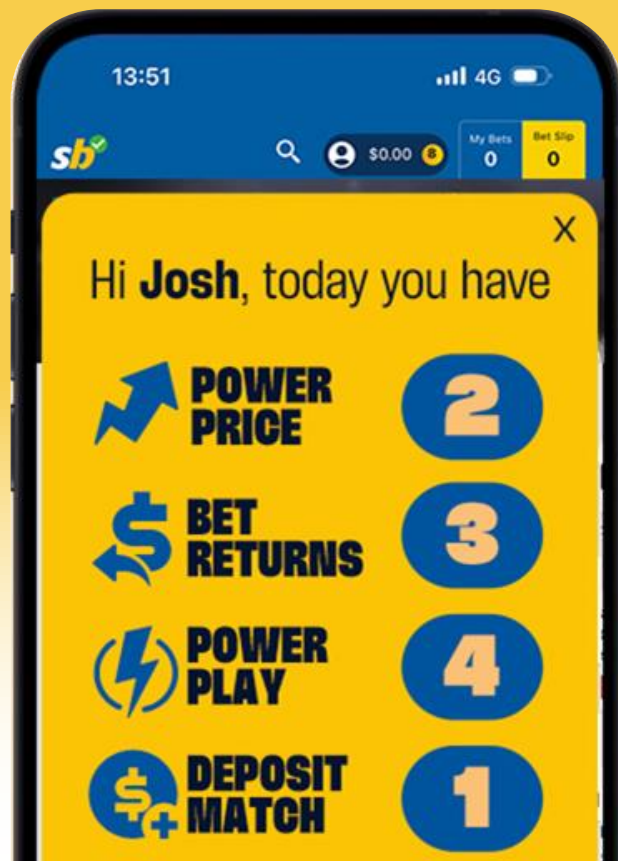 13:51
4G
sb
$0.00 8
My Bets
0
Bet Slip
0
X
Hi Josh, today you have
POWER
PRICE
2
BET
RETURNS
3
POWER
PLAY
4
DEPOSIT
MATCH
1